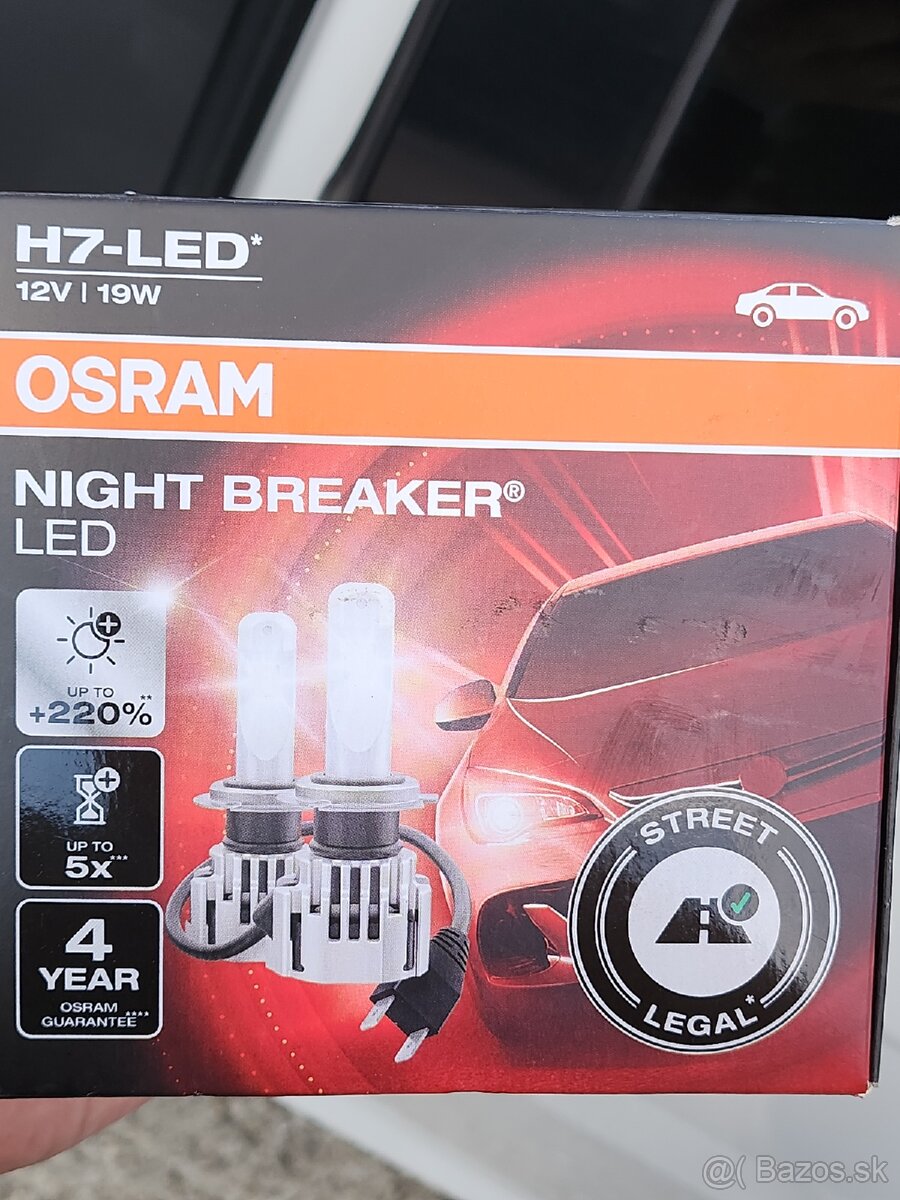 H7-LED*
12V | 19W
OSRAM
NIGHT BREAKER®
LED
UP TO
+220%**
UP TO
5x***
4
YEAR
OSRAM
GUARANTEE****
STREET
LEGAL*
@( Bazos.sk